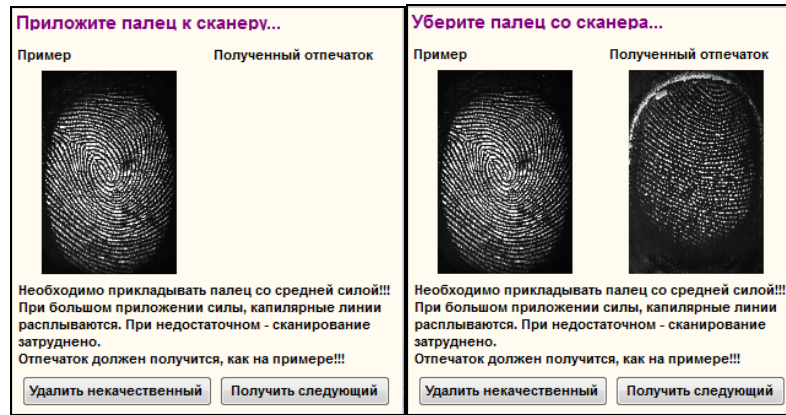 Приложите палец к сканеру...
Пример Полученный отпечаток
Необходимо прикладывать палец со средней силой!!!
При большом приложении силы, капилярные линии
расплываются. При недостаточном - сканирование
затруднено.
Отпечаток должен получится, как на примере!!!
Удалить некачественный Получить следующий
Уберите палец со сканера...
Пример Полученный отпечаток
Необходимо прикладывать палец со средней силой!!!
При большом приложении силы, капилярные линии
расплываются. При недостаточном - сканирование
затруднено.
Отпечаток должен получится, как на примере!!!
Удалить некачественный Получить следующий